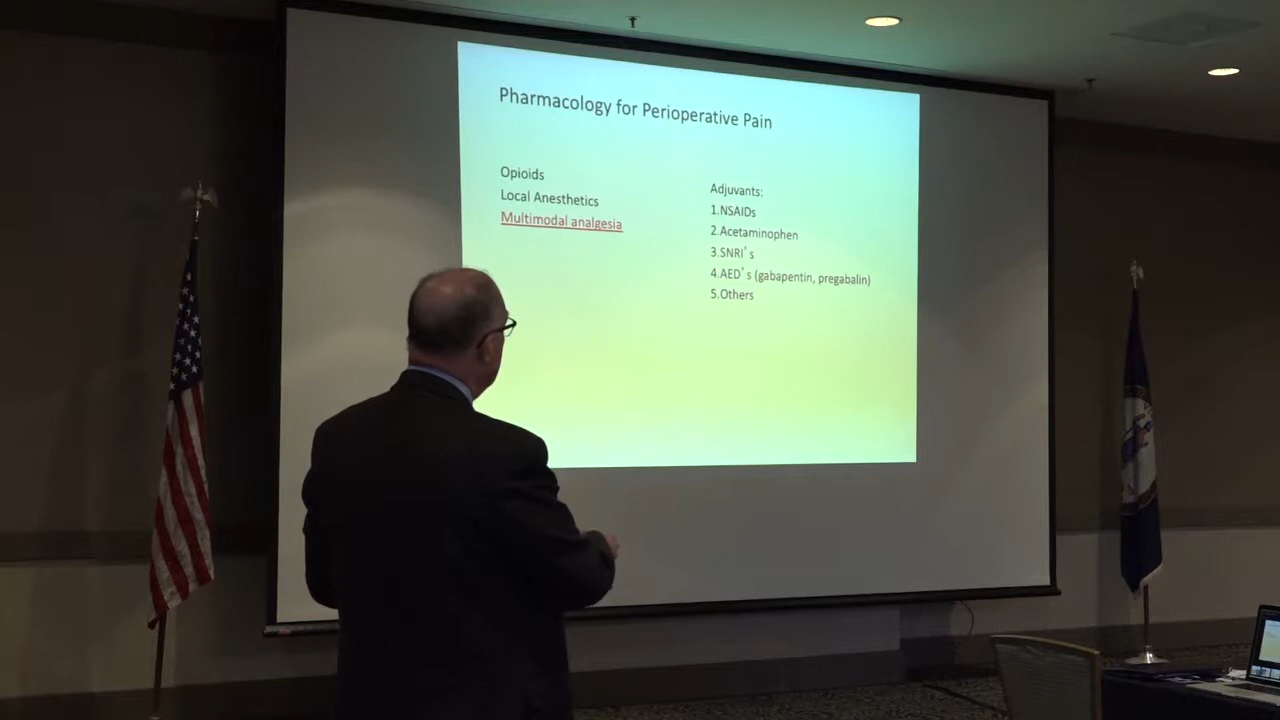 Pharmacology for Perioperative Pain
Opioids
Local Anesthetics
Multimodal analgesia
Adjuvants:
1.NSAIDs
2.Acetaminophen
3.SNRI's
4.AED's (gabapentin, pregabalin)
5.Others